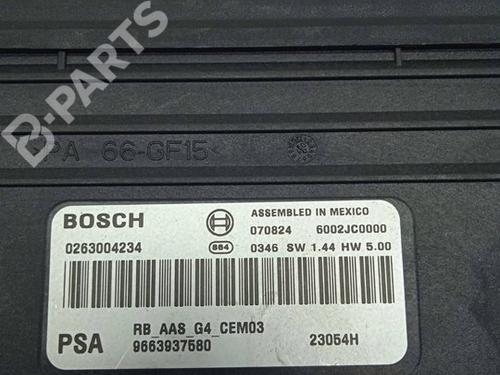 B-PARTS
PA 66-GF15<
BOSCH
ASSEMBLED IN MEXICO
070824 6002JC0000
0263004234
864
0346 SW 1.44 HW 5.00
RB_AAS_G4_CEM03
PSA
9663937580
23054H